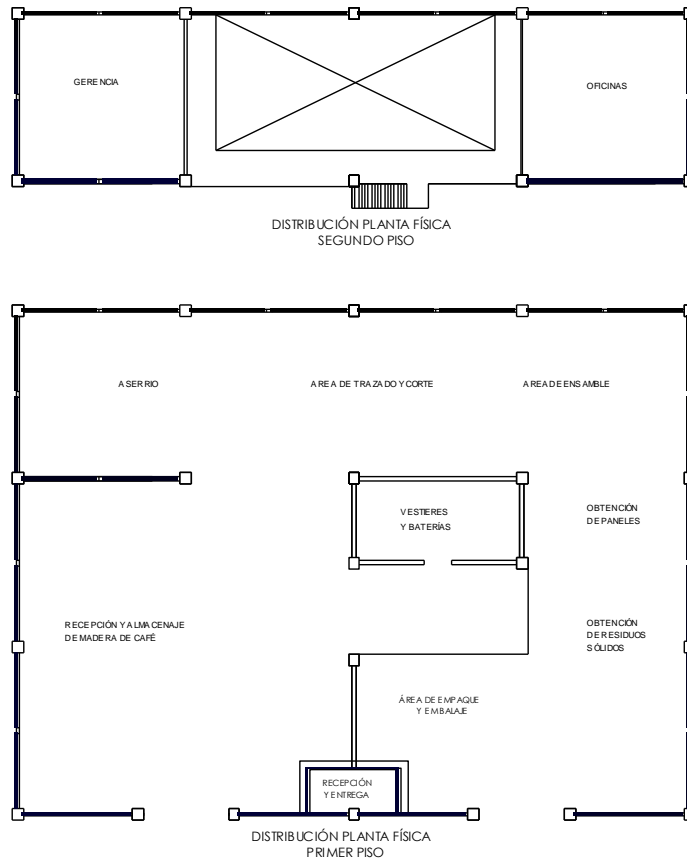 GERENCIA
OFICINAS
DISTRIBUCIÓN PLANTA FÍSICA
SEGUNDO PISO
ASERRIO
AREA DE TRAZADO Y CORTE
AREA DE ENSAMBLE
VESTIERES
Y BATERÍAS
OBTENCIÓN
DE PANELES
RECEPCIÓN Y ALMACENAJE
DE MADERA DE CAFÉ
OBTENCIÓN
DE RESIDUOS
SÓLIDOS
ÁREA DE EMPAQUE
Y EMBALAJE
RECEPCIÓN
Y ENTREGA
DISTRIBUCIÓN PLANTA FÍSICA
PRIMER PISO